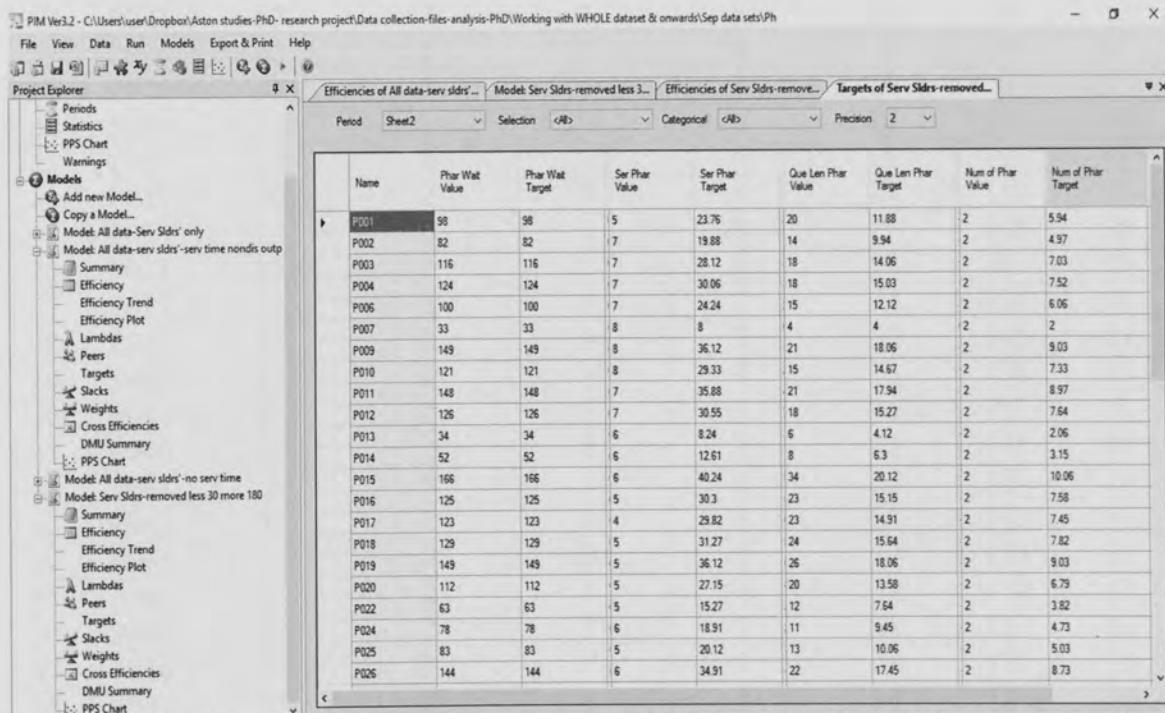 PIM Ver3.2 - C:\Users\user\Dropbox\Aston studies-PhD- research project\Data collection-files-analysis-PhD\Working with WHOLE dataset & onwards\Sep data sets\Ph
File View Data Run Models Export & Print Help
Project Explorer
Periods
Statistics
PPS Chart
Warnings
Models
Add new Model...
Copy a Model...
Model: All data-Serv Sldrs' only
Model: All data-serv sldrs'-serv time nondis outp
Summary
Efficiency
Efficiency Trend
Efficiency Plot
Lambdas
Peers
Targets
Slacks
Weights
Cross Efficiencies
DMU Summary
PPS Chart
Model: All data-serv sldrs'-no serv time
Model: Serv Sldrs-removed less 30 more 180
Summary
Efficiency
Efficiency Trend
Efficiency Plot
Lambdas
Peers
Targets
Slacks
Weights
Cross Efficiencies
DMU Summary
PPS Chart
Efficiencies of All data-serv sldrs'... Model: Serv Sldrs-removed less 3... Efficiencies of Serv Sldrs-remove... Targets of Serv Sldrs-removed...
Period Sheet2 Selection <All> Categorical <All> Precision 2
Name Phar Wait Value Phar Wait Target Ser Phar Value Ser Phar Target Que Len Phar Value Que Len Phar Target Num of Phar Value Num of Phar Target
P001 98 98 5 23.76 20 11.88 2 5.94
P002 82 82 7 19.88 14 9.94 2 4.97
P003 116 116 7 28.12 18 14.06 2 7.03
P004 124 124 7 30.06 18 15.03 2 7.52
P006 100 100 7 24.24 15 12.12 2 6.06
P007 33 33 8 8 4 4 2 2
P009 149 149 8 36.12 21 18.06 2 9.03
P010 121 121 8 29.33 15 14.67 2 7.33
P011 148 148 7 35.88 21 17.94 2 8.97
P012 126 126 7 30.55 18 15.27 2 7.64
P013 34 34 6 8.24 6 4.12 2 2.06
P014 52 52 6 12.61 8 6.3 2 3.15
P015 166 166 6 40.24 34 20.12 2 10.06
P016 125 125 5 30.3 23 15.15 2 7.58
P017 123 123 4 29.82 23 14.91 2 7.45
P018 129 129 5 31.27 24 15.64 2 7.82
P019 149 149 5 36.12 26 18.06 2 9.03
P020 112 112 5 27.15 20 13.58 2 6.79
P022 63 63 5 15.27 12 7.64 2 3.82
P024 78 78 6 18.91 11 9.45 2 4.73
P025 83 83 5 20.12 13 10.06 2 5.03
P026 144 144 6 34.91 22 17.45 2 8.73